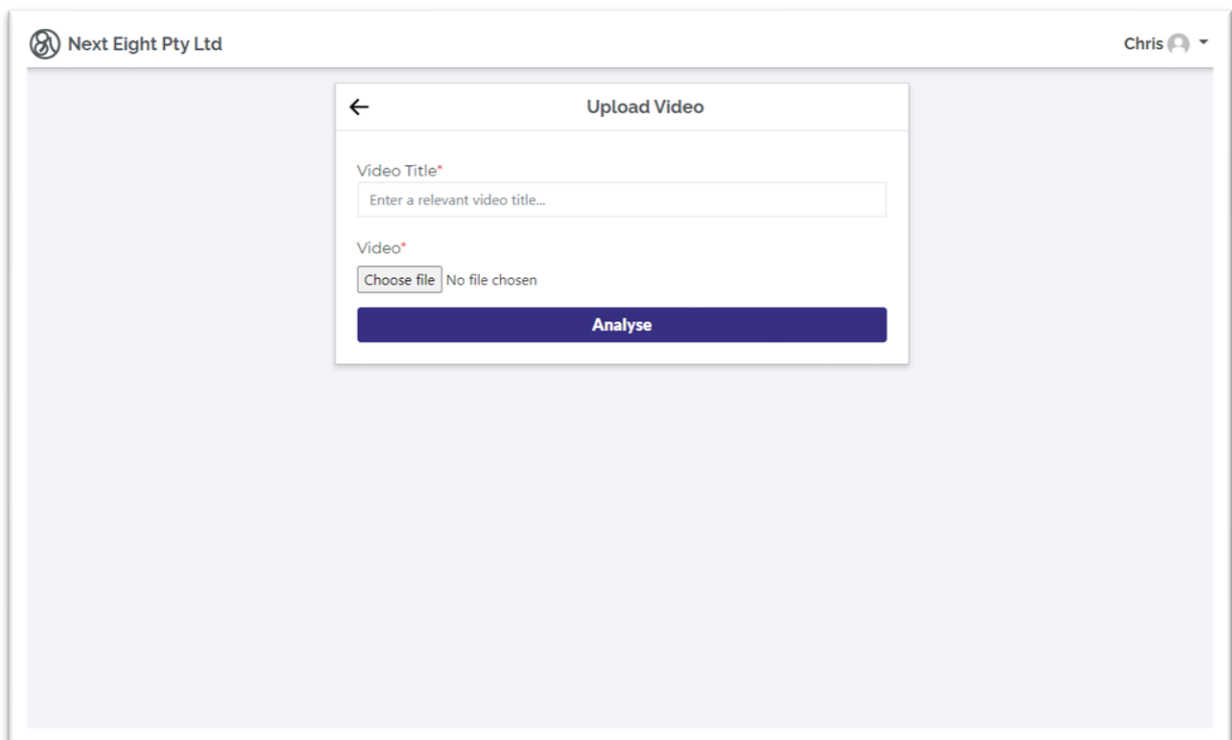 Next Eight Pty Ltd
Chris
Upload Video
Video Title*
Enter a relevant video title...
Video*
Choose file No file chosen
Analyse